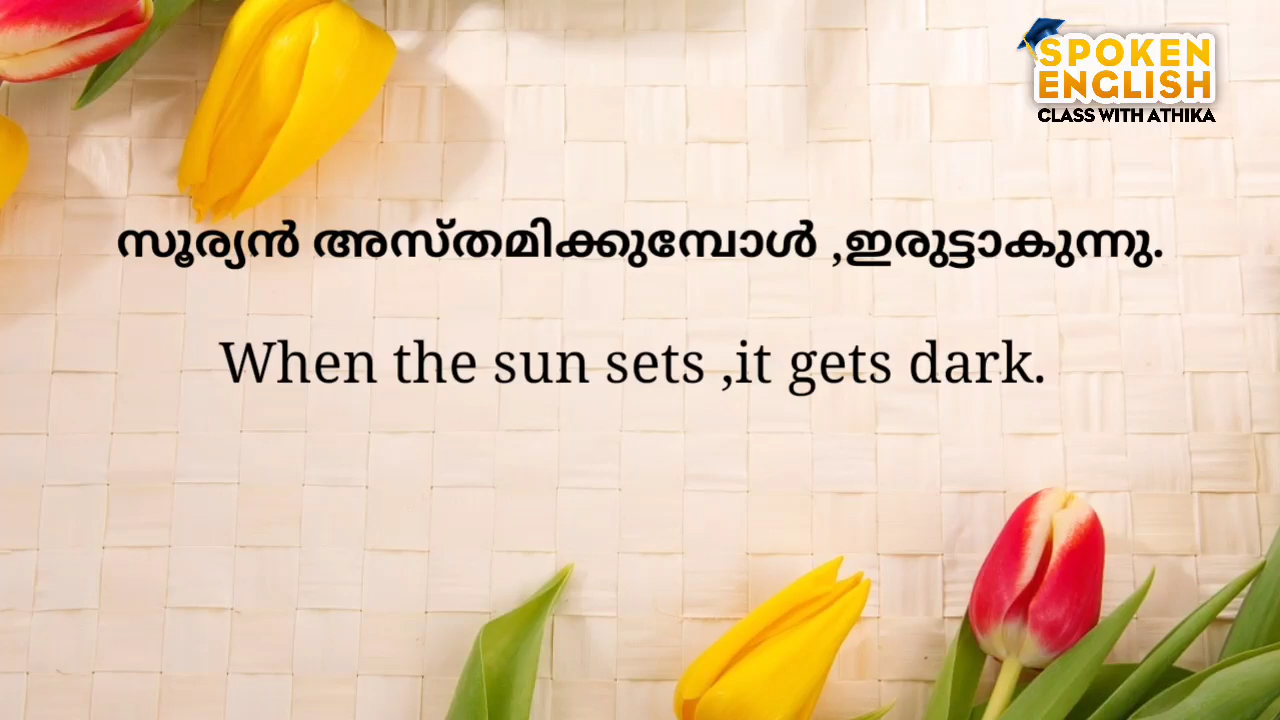 SPOKEN
ENGLISH
CLASS WITH ATHIKA
സൂര്യൻ അസ്തമിക്കുമ്പോൾ ,ഇരുട്ടാകുന്നു.
When the sun sets ,it gets dark.